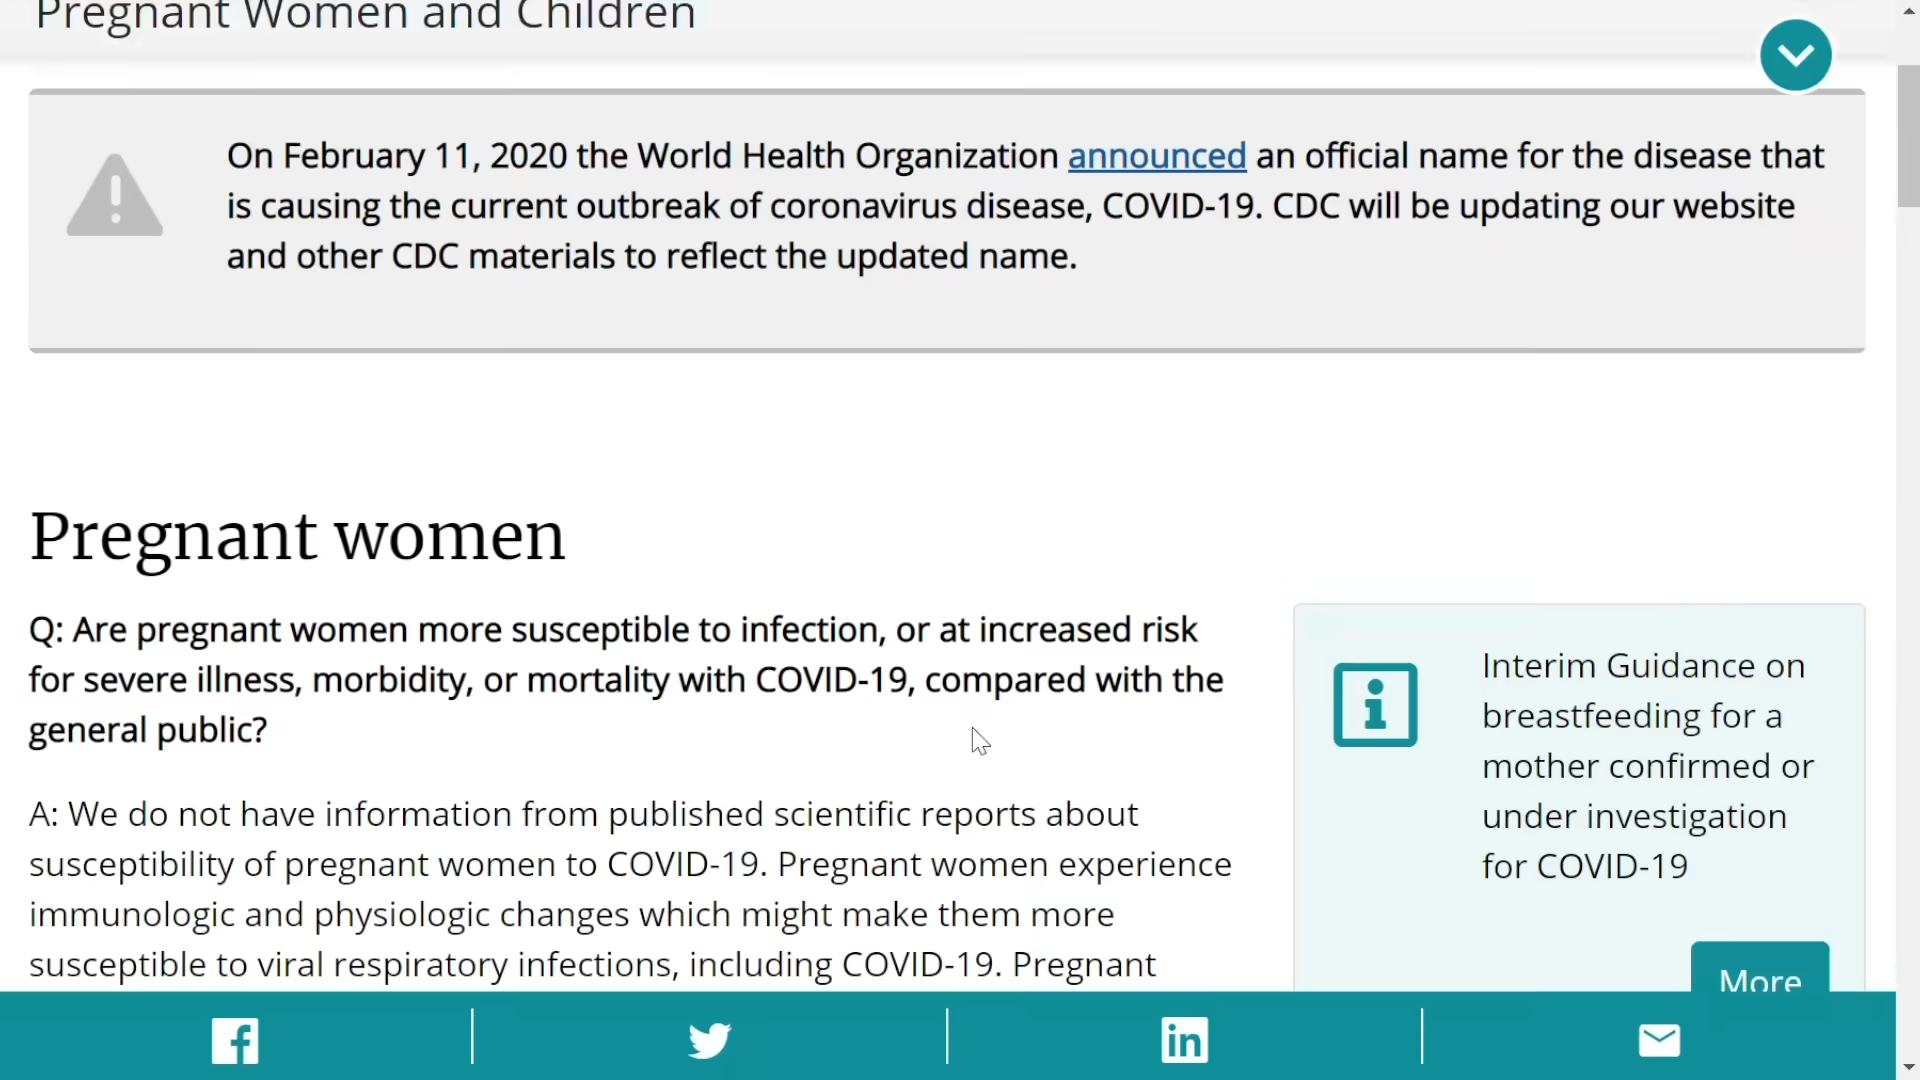 Pregnant Women and Children
On February 11, 2020 the World Health Organization announced an official name for the disease that
is causing the current outbreak of coronavirus disease, COVID-19. CDC will be updating our website
and other CDC materials to reflect the updated name.
Pregnant women
Q: Are pregnant women more susceptible to infection, or at increased risk
for severe illness, morbidity, or mortality with COVID-19, compared with the
general public?
A: We do not have information from published scientific reports about
susceptibility of pregnant women to COVID-19. Pregnant women experience
immunologic and physiologic changes which might make them more
susceptible to viral respiratory infections, including COVID-19. Pregnant
Interim Guidance on
breastfeeding for a
mother confirmed or
under investigation
for COVID-19
More